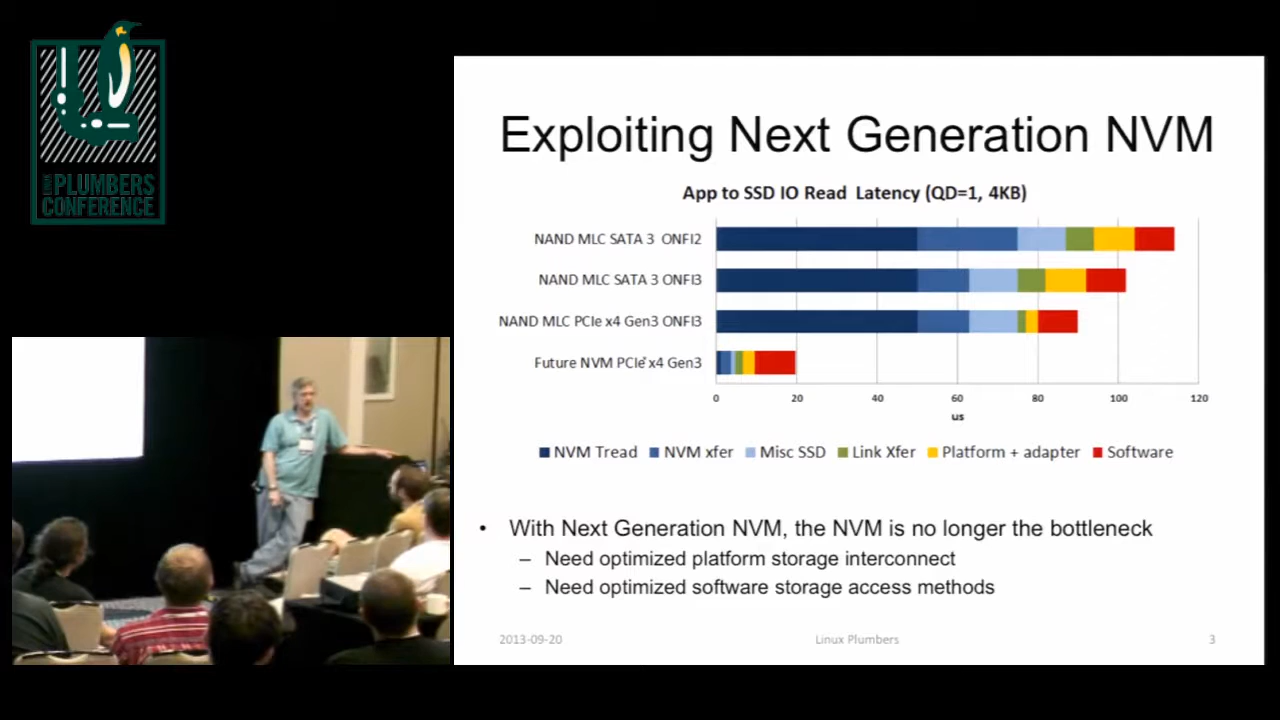 LINUX
PLUMBERS
CONFERENCE
Exploiting Next Generation NVM
App to SSD IO Read Latency (QD=1, 4KB)
NAND MLC SATA 3 ONFI2
NAND MLC SATA 3 ONFI3
NAND MLC PCIe x4 Gen3 ONFI3
Future NVM PCIe x4 Gen3
0 20 40 60 80 100 120
us
NVM Tread NVM xfer Misc SSD Link Xfer Platform + adapter Software
• With Next Generation NVM, the NVM is no longer the bottleneck
– Need optimized platform storage interconnect
– Need optimized software storage access methods
2013-09-20 Linux Plumbers 3